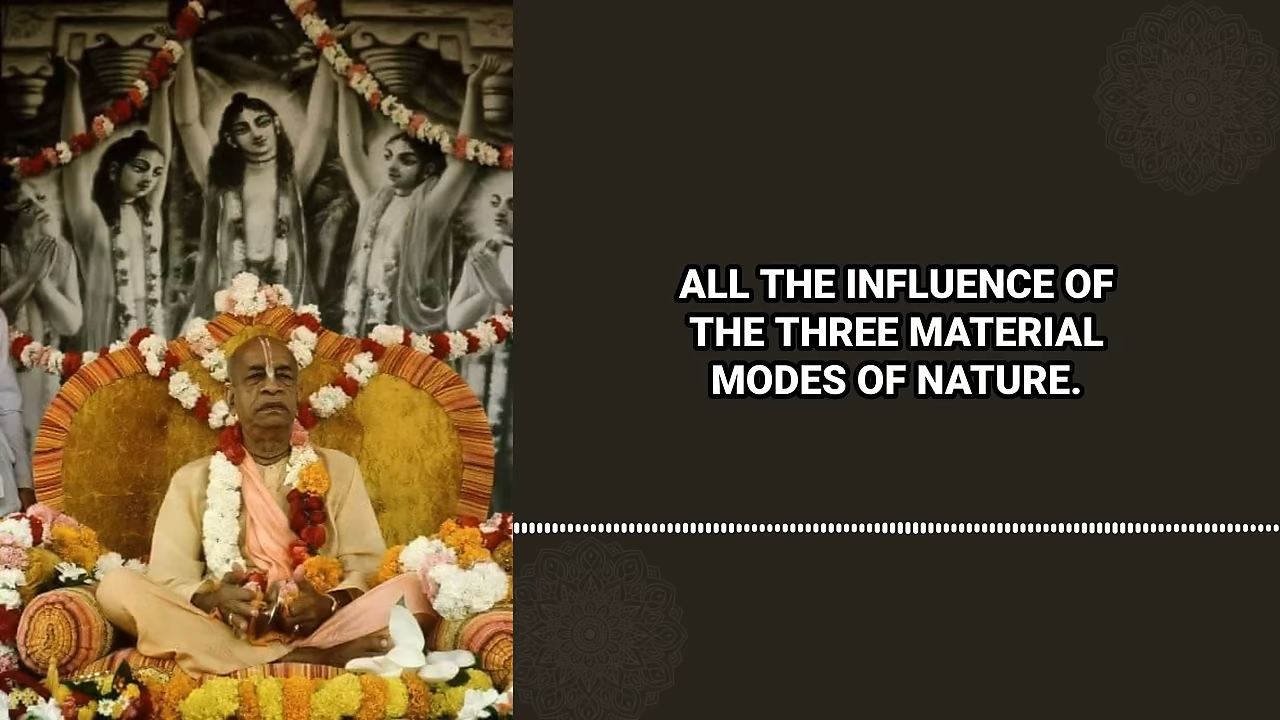 ALL THE INFLUENCE OF
THE THREE MATERIAL
MODES OF NATURE.